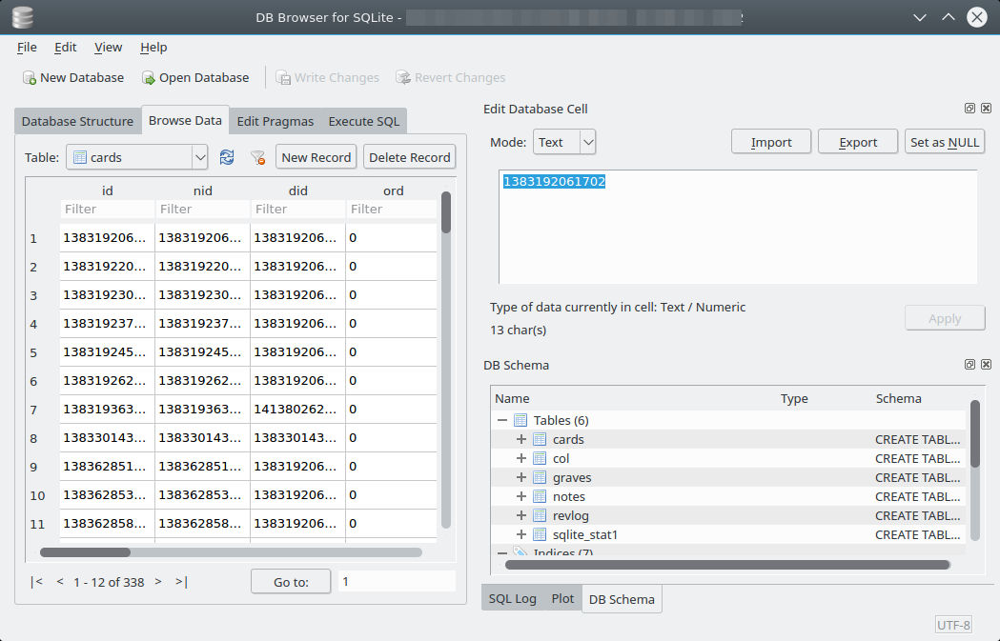 DB Browser for SQLite -
File Edit View Help
New Database Open Database Write Changes Revert Changes
Database Structure Browse Data Edit Pragmas Execute SQL
Table: cards New Record Delete Record
id nid did ord
Filter Filter Filter Filter
1 138319206... 138319206... 138319206... 0
2 138319220... 138319220... 138319206... 0
3 138319230... 138319230... 138319206... 0
4 138319237... 138319237... 138319206... 0
5 138319245... 138319245... 138319206... 0
6 138319262... 138319262... 138319206... 0
7 138319363... 138319363... 141380262... 0
8 138330143... 138330143... 138330143... 0
9 138362851... 138362851... 138319206... 0
10 138362853... 138362853... 138319206... 0
11 138362858... 138362858... 138319206... 0
|< < 1 - 12 of 338 > >| Go to: 1
Edit Database Cell
Mode: Text Import Export Set as NULL
1383192061702
Type of data currently in cell: Text / Numeric
13 char(s)
Apply
DB Schema
Name Type Schema
Tables (6)
cards CREATE TABL...
col CREATE TABL...
graves CREATE TABL...
notes CREATE TABL...
revlog CREATE TABL...
sqlite_stat1 CREATE TABL...
Indices (7)
SQL Log Plot DB Schema
UTF-8